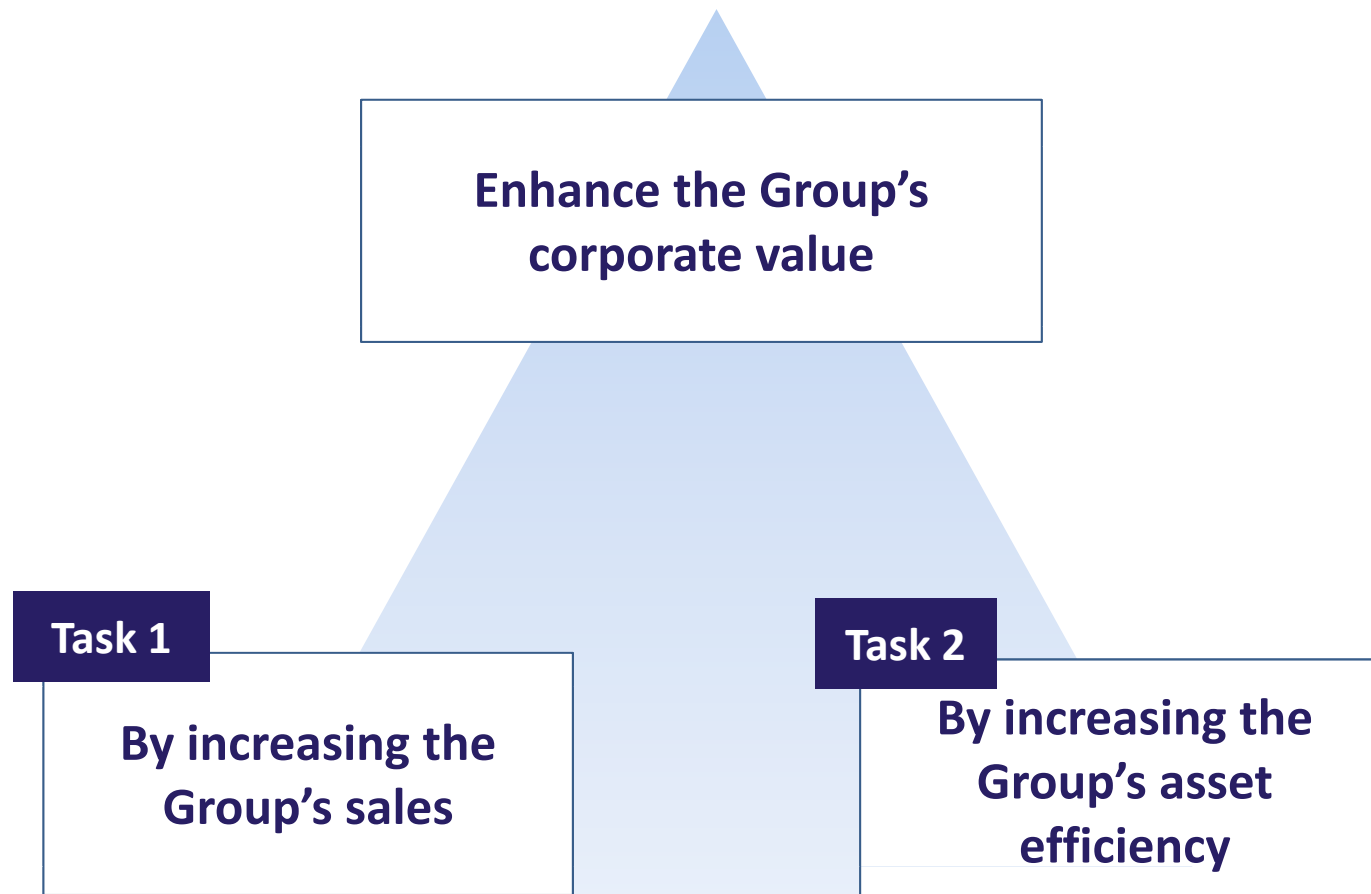 Enhance the Group’s
corporate value
Task 1
By increasing the
Group’s sales
Task 2
By increasing the
Group’s asset
efficiency